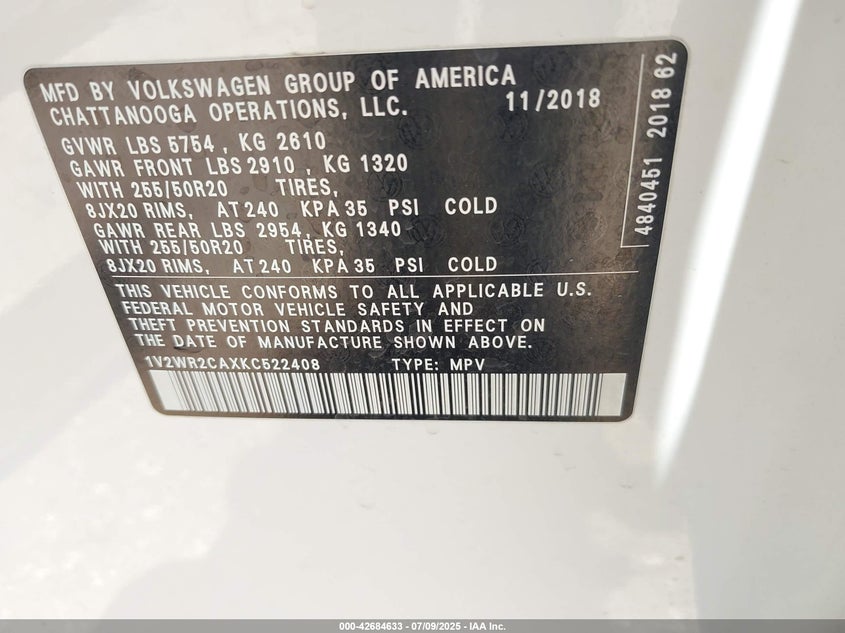 MFD BY VOLKSWAGEN GROUP OF AMERICA
CHATTANOOGA OPERATIONS, LLC. 11/2018
GVWR LBS 5754 , KG 2610
GAWR FRONT LBS 2910 , KG 1320
WITH 255/50R20 TIRES,
8JX20 RIMS, AT 240 KPA 35 PSI COLD
GAWR REAR LBS 2954, KG 1340
WITH 255/50R20 TIRES,
8JX20 RIMS, AT 240 KPA 35 PSI COLD
THIS VEHICLE CONFORMS TO ALL APPLICABLE U.S.
FEDERAL MOTOR VEHICLE SAFETY AND
THEFT PREVENTION STANDARDS IN EFFECT ON
THE DATE OF MANUFACTURE SHOWN ABOVE.
1V2WR2CAXKC522408 TYPE: MPV
4840451 2018 62
000-42684633 - 07/09/2025 - IAA Inc.